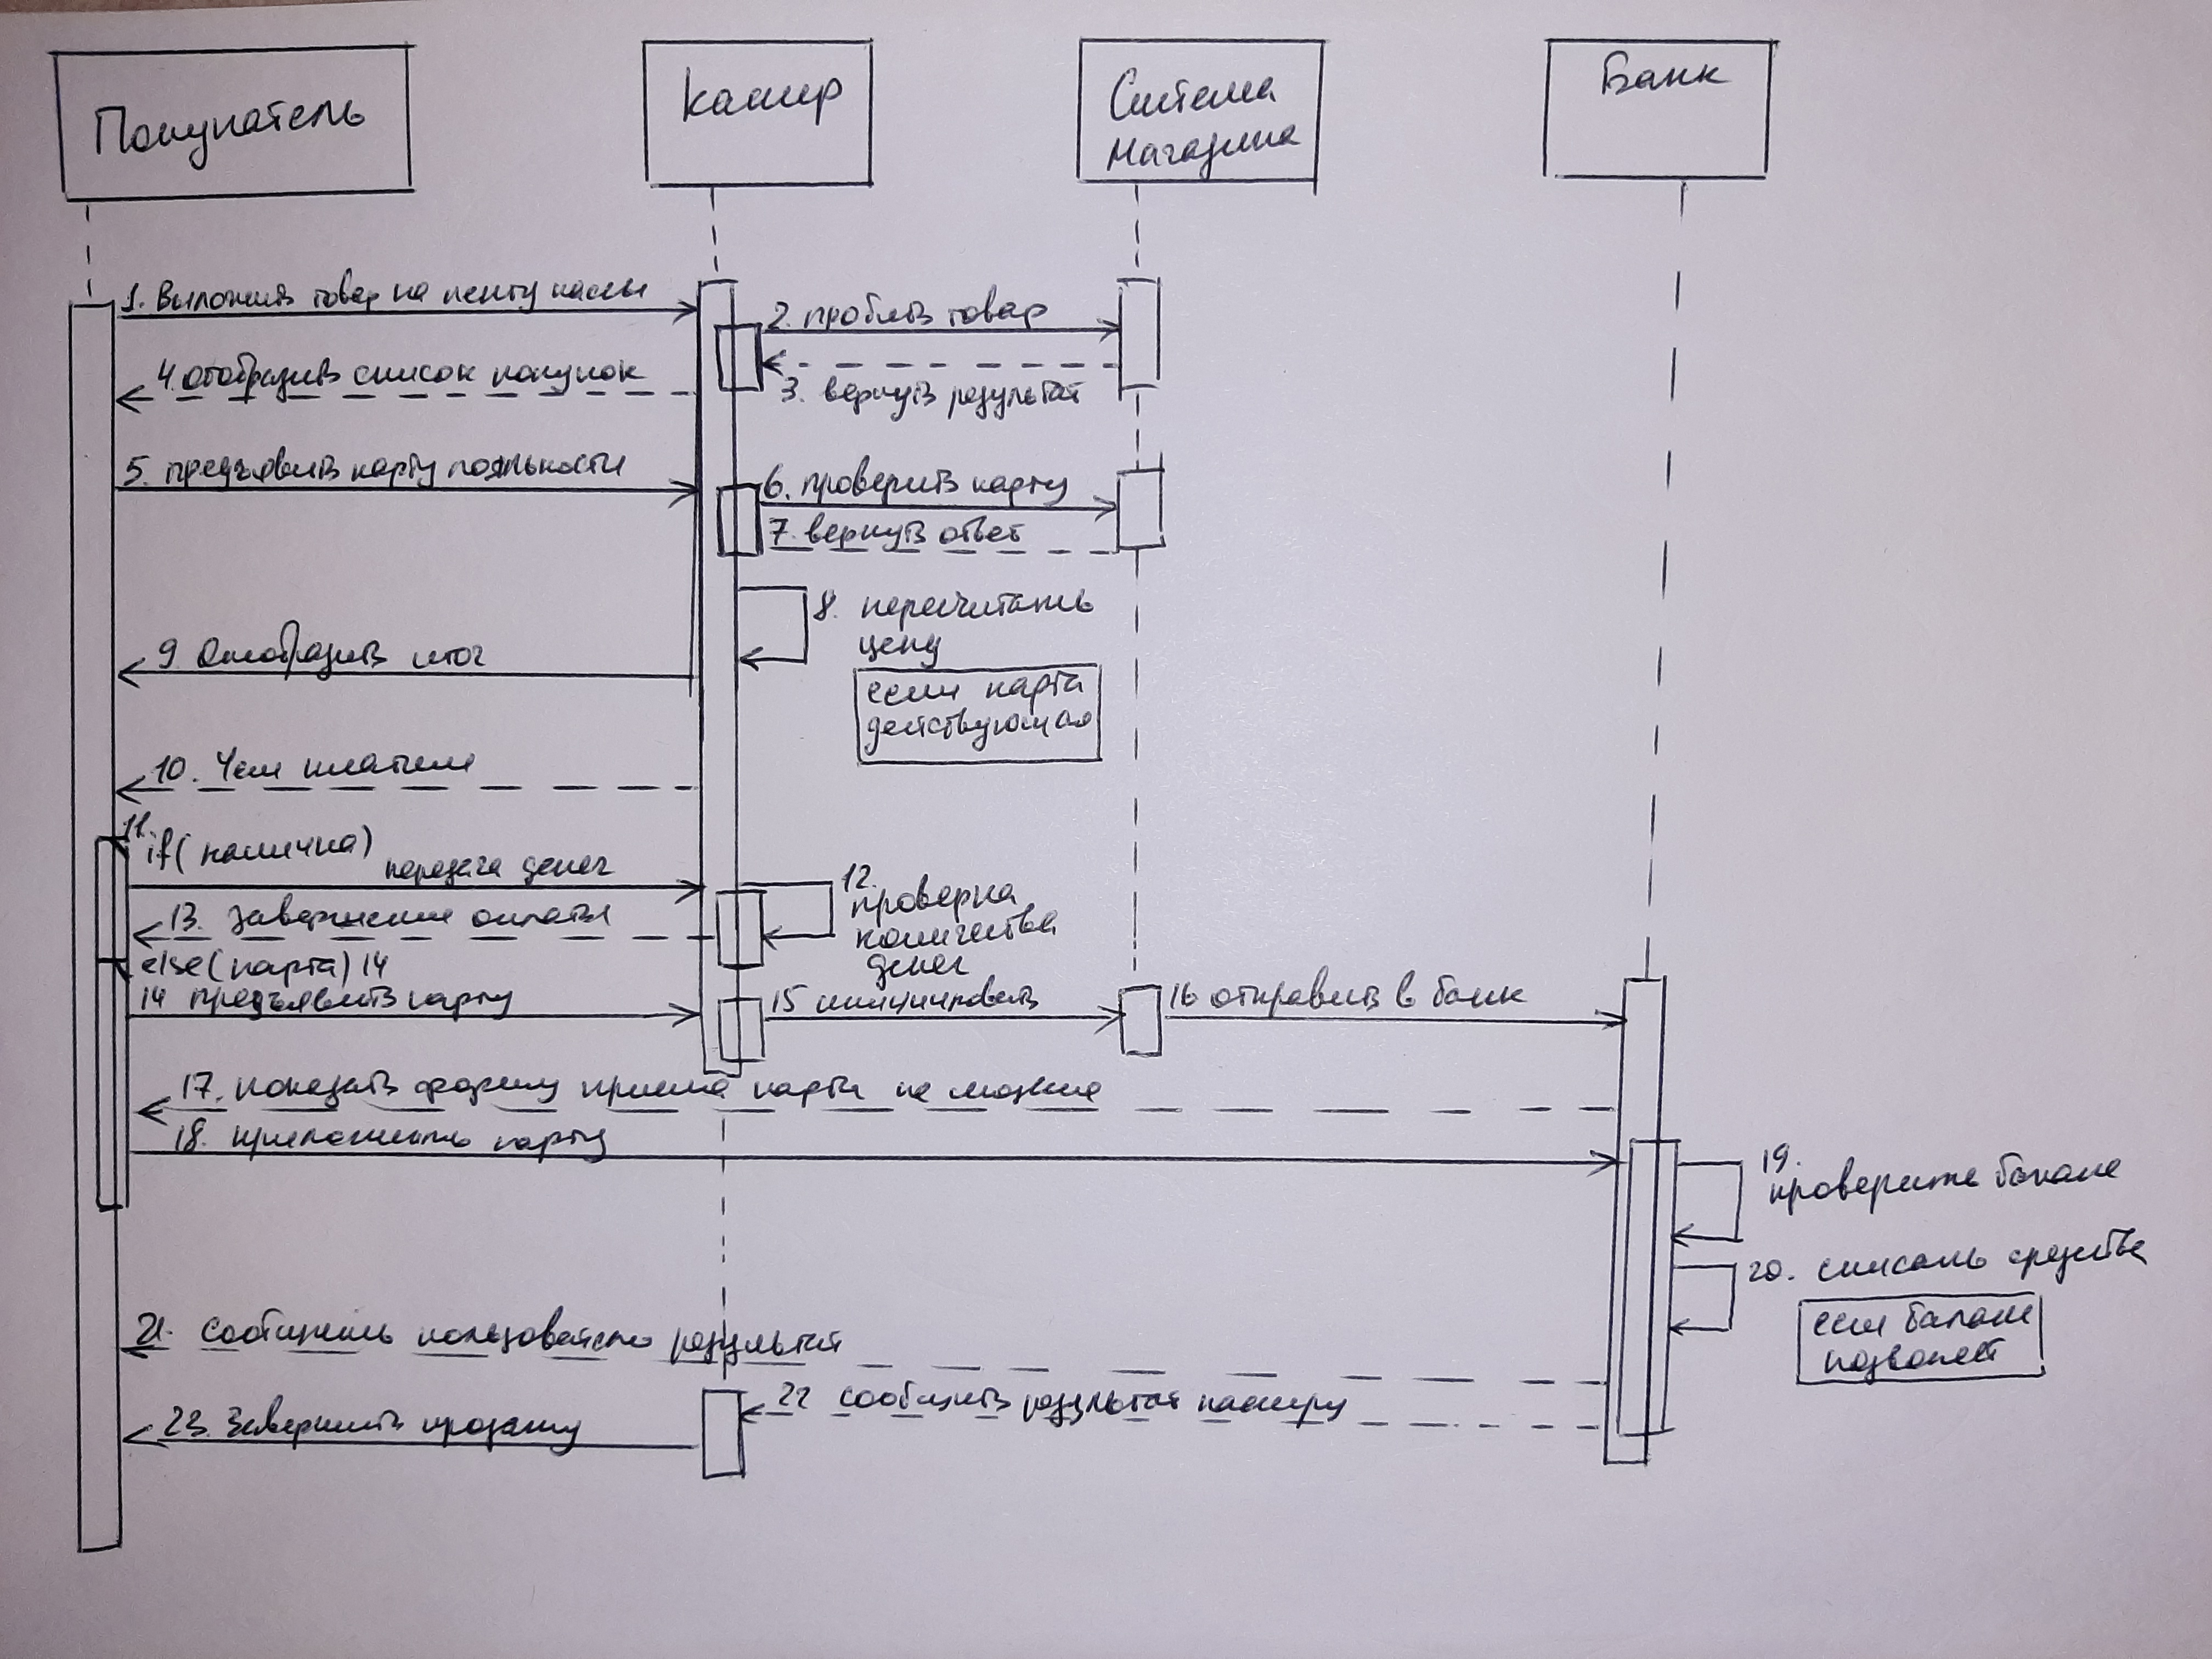 Покупатель
кассир
Система
магазина
Банк
1. Выложить товар на ленту кассы
2. пробить товар
4. отобразить список покупок
3. вернуть результат
5. предъявить карту лояльности
6. проверить карту
7. вернуть ответ
8. пересчитать
цену
9 Отобразить итог
если карта
действующая
10. Чем платим
11.
if(наличка)
передача денег
12.
проверка
количества
денег
13. Завершение оплаты
else(карта) 14
14 предъявить карту
15 инициировать
16 отправить в банк
17. показать форму приема карты на
18. приложить карту
19.
проверить баланс
20. списать средства
если баланс
позволяет
21. Сообщить пользователю результат
22 сообщить результат кассиру
23. Завершить продажу